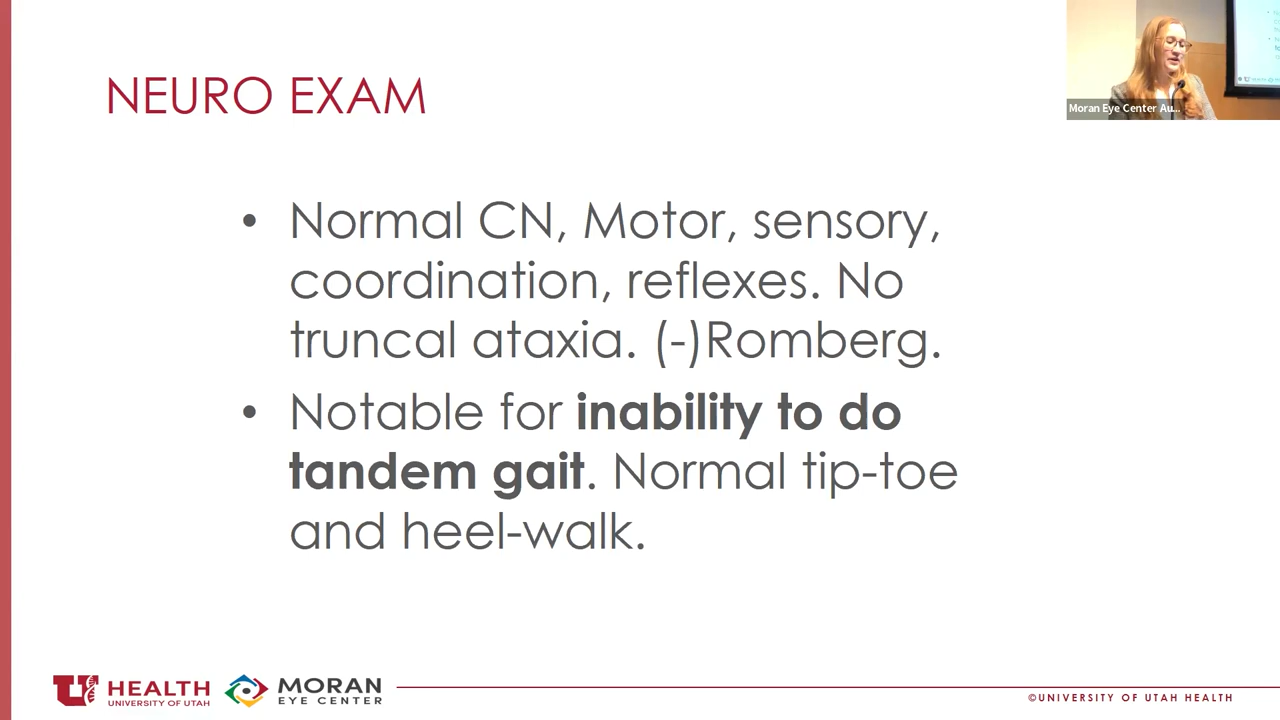 NEURO EXAM
Moran Eye Center Au...
• Normal CN, Motor, sensory,
coordination, reflexes. No
truncal ataxia. (-)Romberg.
• Notable for inability to do
tandem gait. Normal tip-toe
and heel-walk.
U HEALTH
UNIVERSITY OF UTAH
MORAN
EYE CENTER
©UNIVERSITY OF UTAH HEALTH